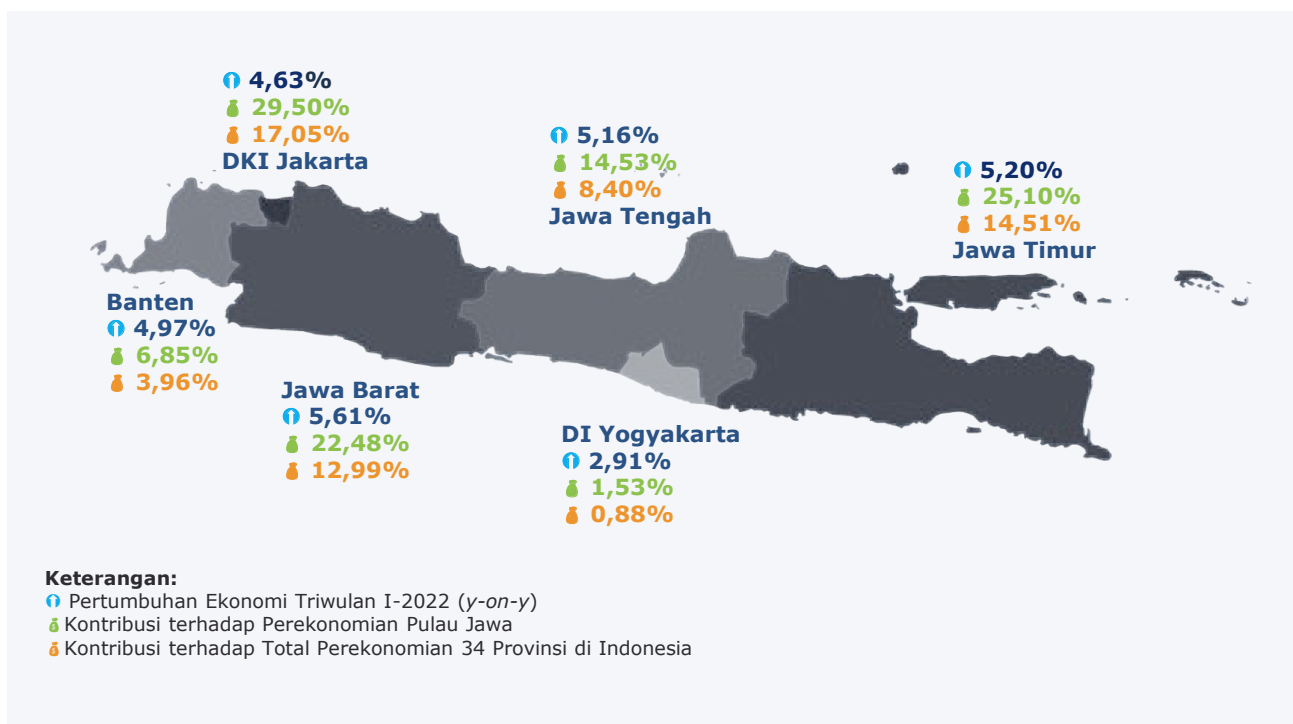 4,63%
29,50%
17,05%
DKI Jakarta
5,16%
14,53%
8,40%
Jawa Tengah
5,20%
25,10%
14,51%
Jawa Timur
Banten
4,97%
6,85%
3,96%
Jawa Barat
5,61%
22,48%
12,99%
DI Yogyakarta
2,91%
1,53%
0,88%
Keterangan:
Pertumbuhan Ekonomi Triwulan I-2022 (y-on-y)
Kontribusi terhadap Perekonomian Pulau Jawa
Kontribusi terhadap Total Perekonomian 34 Provinsi di Indonesia